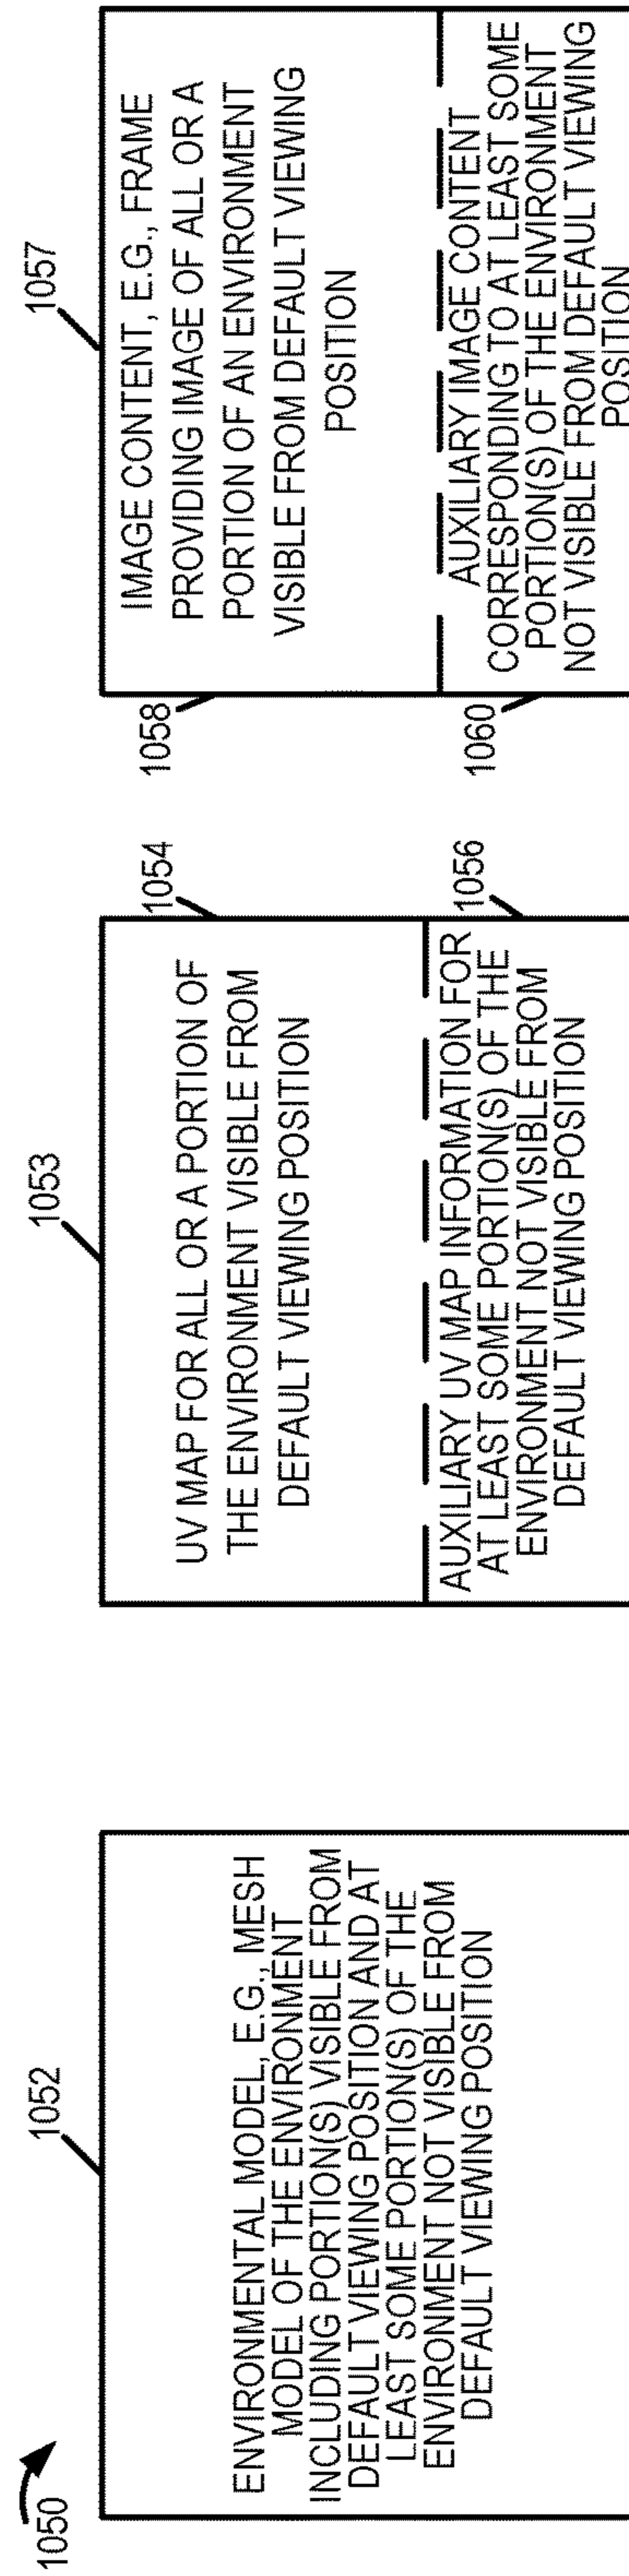 1050
1052
ENVIRONMENTAL MODEL, E.G., MESH
MODEL OF THE ENVIRONMENT
INCLUDING PORTION(S) VISIBLE FROM
DEFAULT VIEWING POSITION AND AT
LEAST SOME PORTION(S) OF THE
ENVIRONMENT NOT VISIBLE FROM
DEFAULT VIEWING POSITION
1053
UV MAP FOR ALL OR A PORTION OF
THE ENVIRONMENT VISIBLE FROM
DEFAULT VIEWING POSITION
1054
AUXILIARY UV MAP INFORMATION FOR
AT LEAST SOME PORTION(S) OF THE
ENVIRONMENT NOT VISIBLE FROM
DEFAULT VIEWING POSITION
1056
1057
1058
IMAGE CONTENT, E.G., FRAME
PROVIDING IMAGE OF ALL OR A
PORTION OF AN ENVIRONMENT
VISIBLE FROM DEFAULT VIEWING
POSITION
1060
AUXILIARY IMAGE CONTENT
CORRESPONDING TO AT LEAST SOME
PORTION(S) OF THE ENVIRONMENT
NOT VISIBLE FROM DEFAULT VIEWING
POSITION